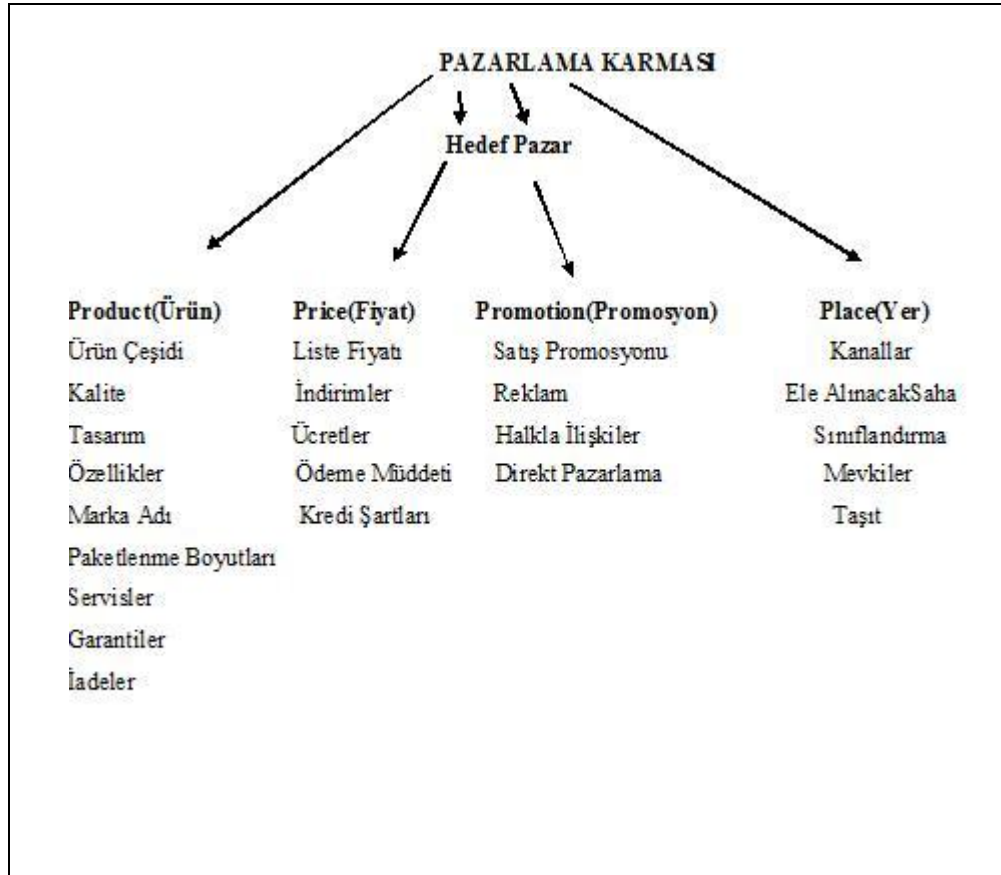 PAZARLAMA KARMASI
Hedef Pazar
Product(Ürün)
Ürün Çeşidi
Kalite
Tasarım
Özellikler
Marka Adı
Paketlenme Boyutları
Servisler
Garantiler
İadeler
Price(Fiyat)
Liste Fiyatı
İndirimler
Ücretler
Ödeme Müddeti
Kredi Şartları
Promotion(Promosyon)
Satış Promosyonu
Reklam
Halkla İlişkiler
Direkt Pazarlama
Place(Yer)
Kanallar
Ele AlınacakSaha
Sınıflandırma
Mevkiler
Taşıt